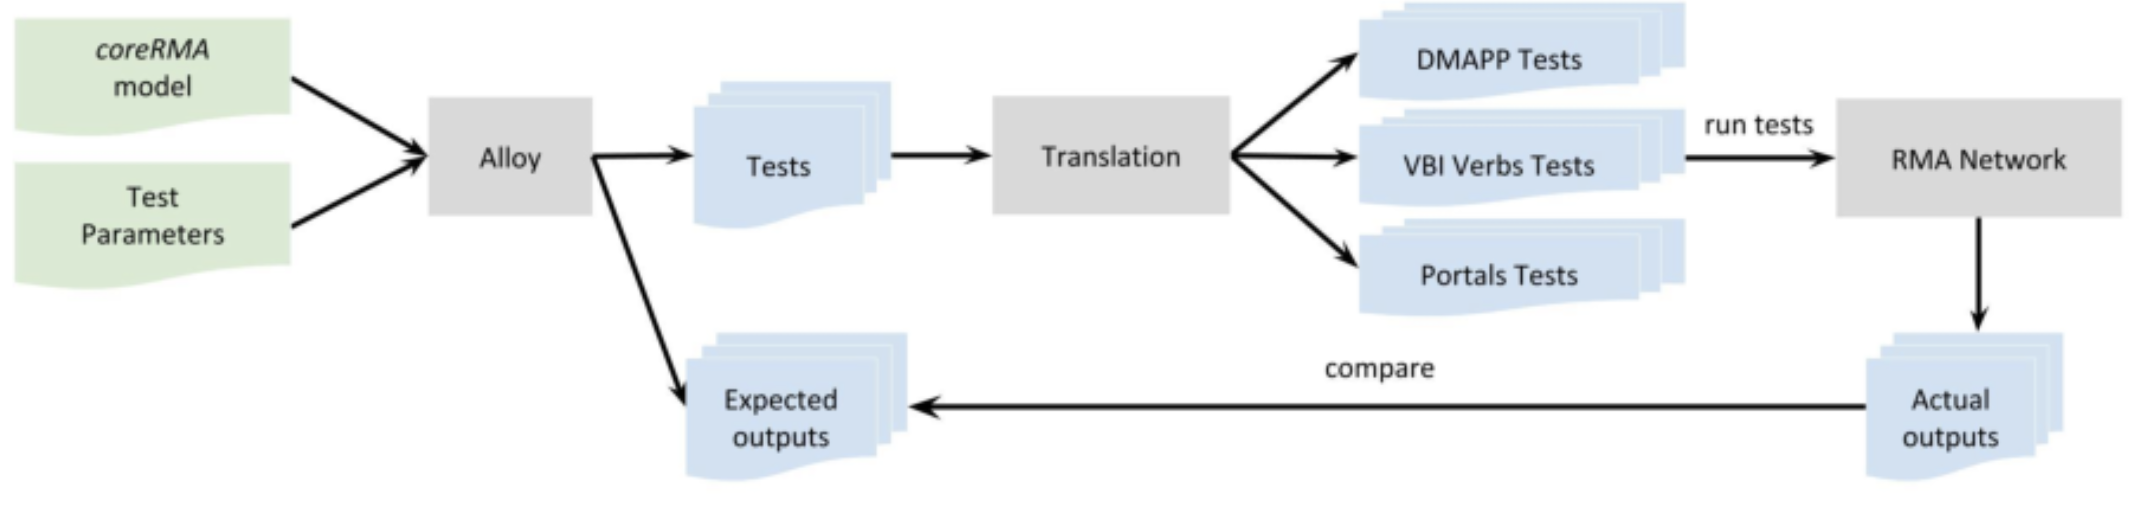 coreRMA
model
Test
Parameters
Alloy
Tests
Expected
outputs
Translation
DMAPP Tests
VBI Verbs Tests
Portals Tests
run tests
RMA Network
compare
Actual
outputs